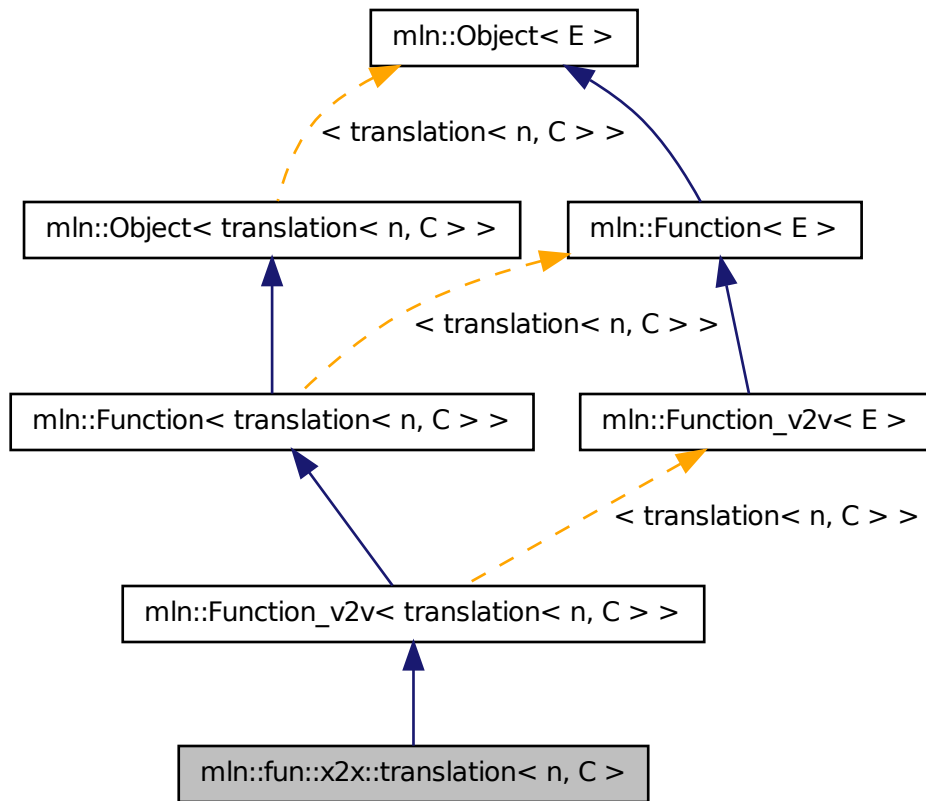 mln::Object< E >
< translation< n, C > >
mln::Object< translation< n, C > >
mln::Function< E >
< translation< n, C > >
mln::Function< translation< n, C > >
mln::Function_v2v< E >
< translation< n, C > >
mln::Function_v2v< translation< n, C > >
mln::fun::x2x::translation< n, C >